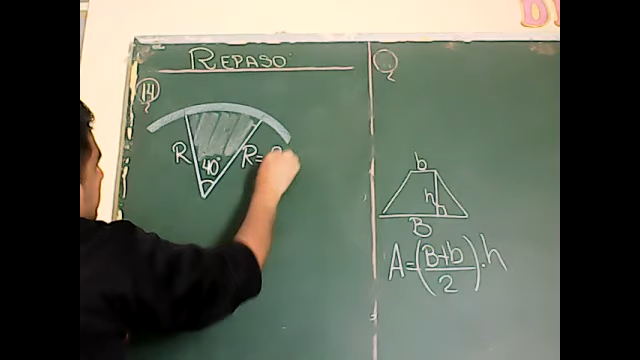 REPASO
14
R
40°
R=
b
h
B
A=(B+b/2).h